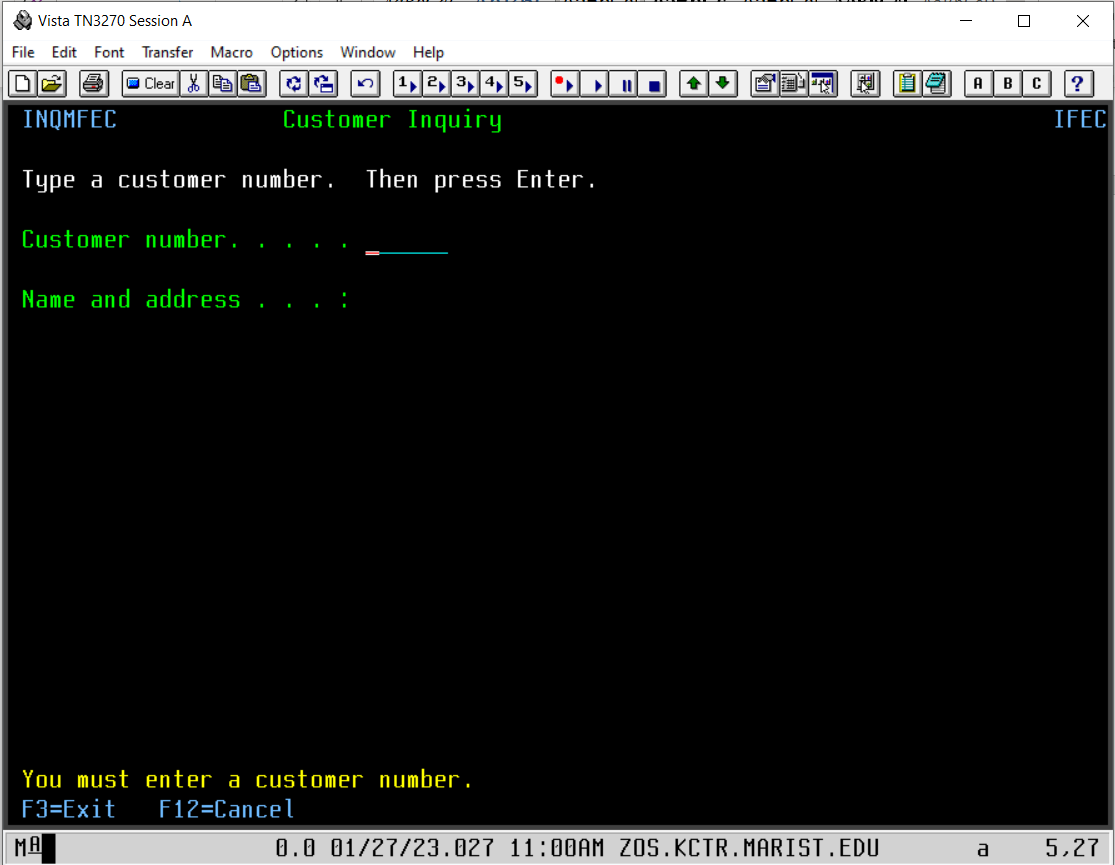 Vista TN3270 Session A
File Edit Font Transfer Macro Options Window Help
Clear 1 2 3 4 5 A B C ?
INQMFEC Customer Inquiry IFEC
Type a customer number.  Then press Enter.
Customer number. . . . .
Name and address . . . :
You must enter a customer number.
F3=Exit   F12=Cancel
MA 0.0 01/27/23.027 11:00AM ZOS.KCTR.MARIST.EDU a 5,27